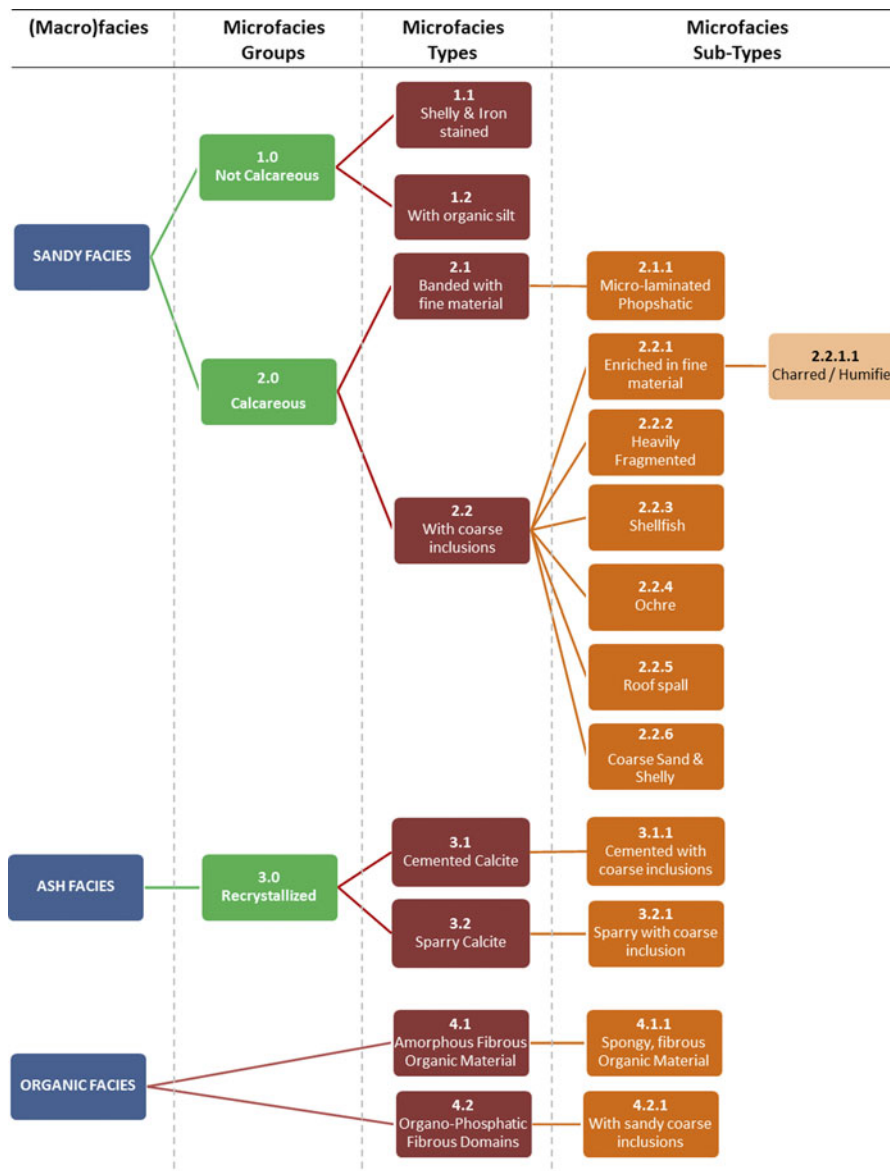 (Macro)facies
Microfacies
Groups
Microfacies
Types
Microfacies
Sub-Types
SANDY FACIES
1.0
Not Calcareous
1.1
Shelly & Iron
stained
1.2
With organic silt
2.0
Calcareous
2.1
Banded with
fine material
2.1.1
Micro-laminated
Phopshatic
2.2
With coarse
inclusions
2.2.1
Enriched in fine
material
2.2.1.1
Charred / Humifie
2.2.2
Heavily
Fragmented
2.2.3
Shellfish
2.2.4
Ochre
2.2.5
Roof spall
2.2.6
Coarse Sand &
Shelly
ASH FACIES
3.0
Recrystallized
3.1
Cemented Calcite
3.1.1
Cemented with
coarse inclusions
3.2
Sparry Calcite
3.2.1
Sparry with coarse
inclusion
ORGANIC FACIES
4.1
Amorphous Fibrous
Organic Material
4.1.1
Spongy, fibrous
Organic Material
4.2
Organo-Phosphatic
Fibrous Domains
4.2.1
With sandy coarse
inclusions